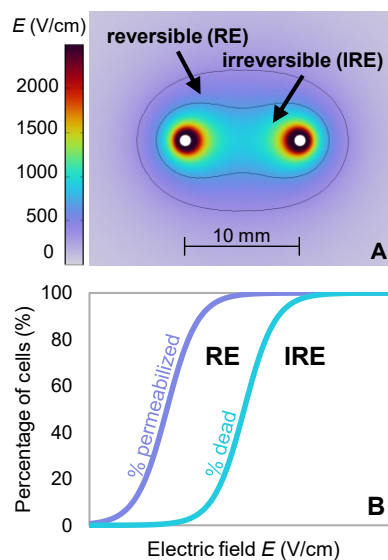 E (V/cm)
reversible (RE)
irreversible (IRE)
2000
1500
1000
500
0
10 mm
A
Percentage of cells (%)
100
80
60
40
20
0
% permeabilized
RE
% dead
IRE
B
Electric field E (V/cm)